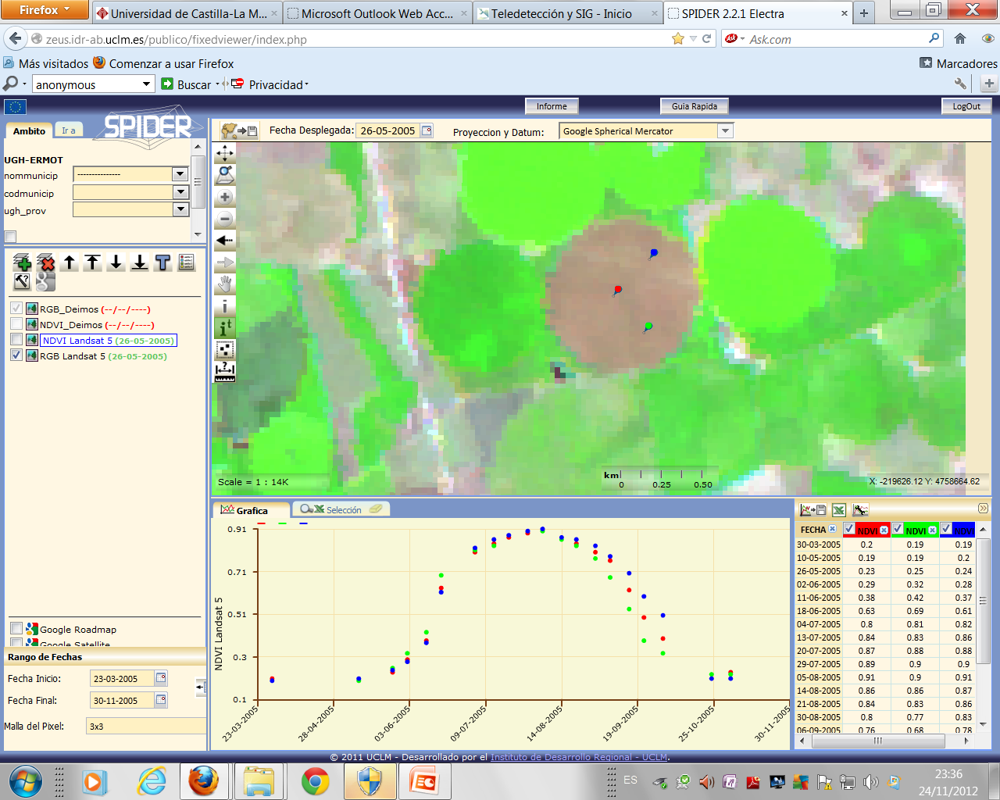 Firefox
Universidad de Castilla-La M...
Microsoft Outlook Web Acc...
Teledetección y SIG - Inicio
SPIDER 2.2.1 Electra
zeus.idr-ab.uclm.es/publico/fixedviewer/index.php
Ask.com
Más visitados
Comenzar a usar Firefox
Marcadores
anonymous
Buscar
Privacidad
Informe
Guia Rapida
LogOut
Ambito
Ir a
SPIDER
Fecha Desplegada:
26-05-2005
Proyeccion y Datum:
Google Spherical Mercator
UGH-ERMOT
nommunicip
---------------
codmunicip
ugh_prov
RGB_Deimos (--/--/----)
NDVI_Deimos (--/--/----)
NDVI Landsat 5 (26-05-2005)
RGB Landsat 5 (26-05-2005)
Google Roadmap
Google Satellite
Rango de Fechas
Fecha Inicio:
23-03-2005
Fecha Final:
30-11-2005
Malla del Pixel:
3x3
Scale = 1 : 14K
km
0 0.25 0.50
X: -219626.12 Y: 4758664.62
Grafica
Selección
NDVI Landsat 5
0.91
0.71
0.51
0.3
0.1
23-03-2005
28-04-2005
03-06-2005
09-07-2005
14-08-2005
19-09-2005
25-10-2005
30-11-2005
FECHA NDVI NDVI NDV
30-03-2005 0.2 0.19 0.19
10-05-2005 0.19 0.19 0.2
26-05-2005 0.23 0.25 0.24
02-06-2005 0.29 0.32 0.28
11-06-2005 0.38 0.42 0.37
18-06-2005 0.63 0.69 0.61
04-07-2005 0.8 0.81 0.82
13-07-2005 0.84 0.83 0.86
20-07-2005 0.87 0.88 0.88
29-07-2005 0.89 0.9 0.9
05-08-2005 0.91 0.9 0.91
14-08-2005 0.86 0.86 0.87
21-08-2005 0.84 0.83 0.86
30-08-2005 0.8 0.77 0.83
06-09-2005 0.76 0.68 0.78
© 2011 UCLM - Desarrollado por el Instituto de Desarrollo Regional - UCLM.
ES
23:36
24/11/2012